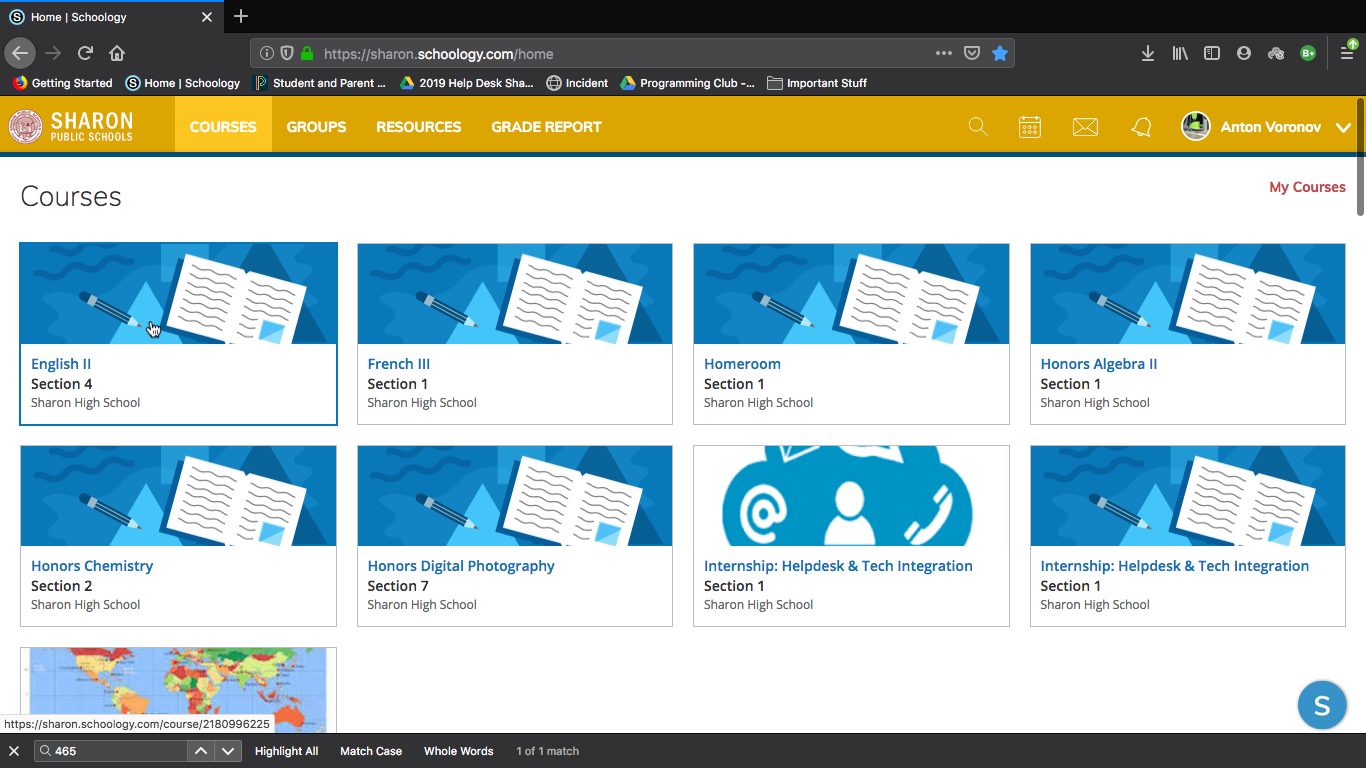 Home | Schoology
https://sharon.schoology.com/home
Getting Started
Home | Schoology
Student and Parent ...
2019 Help Desk Sha...
Incident
Programming Club -...
Important Stuff
SHARON
PUBLIC SCHOOLS
COURSES
GROUPS
RESOURCES
GRADE REPORT
Anton Voronov
Courses
My Courses
English II
Section 4
Sharon High School
French III
Section 1
Sharon High School
Homeroom
Section 1
Sharon High School
Honors Algebra II
Section 1
Sharon High School
Honors Chemistry
Section 2
Sharon High School
Honors Digital Photography
Section 7
Sharon High School
Internship: Helpdesk & Tech Integration
Section 1
Sharon High School
Internship: Helpdesk & Tech Integration
Section 1
Sharon High School
S
https://sharon.schoology.com/course/2180996225
465
Highlight All
Match Case
Whole Words
1 of 1 match